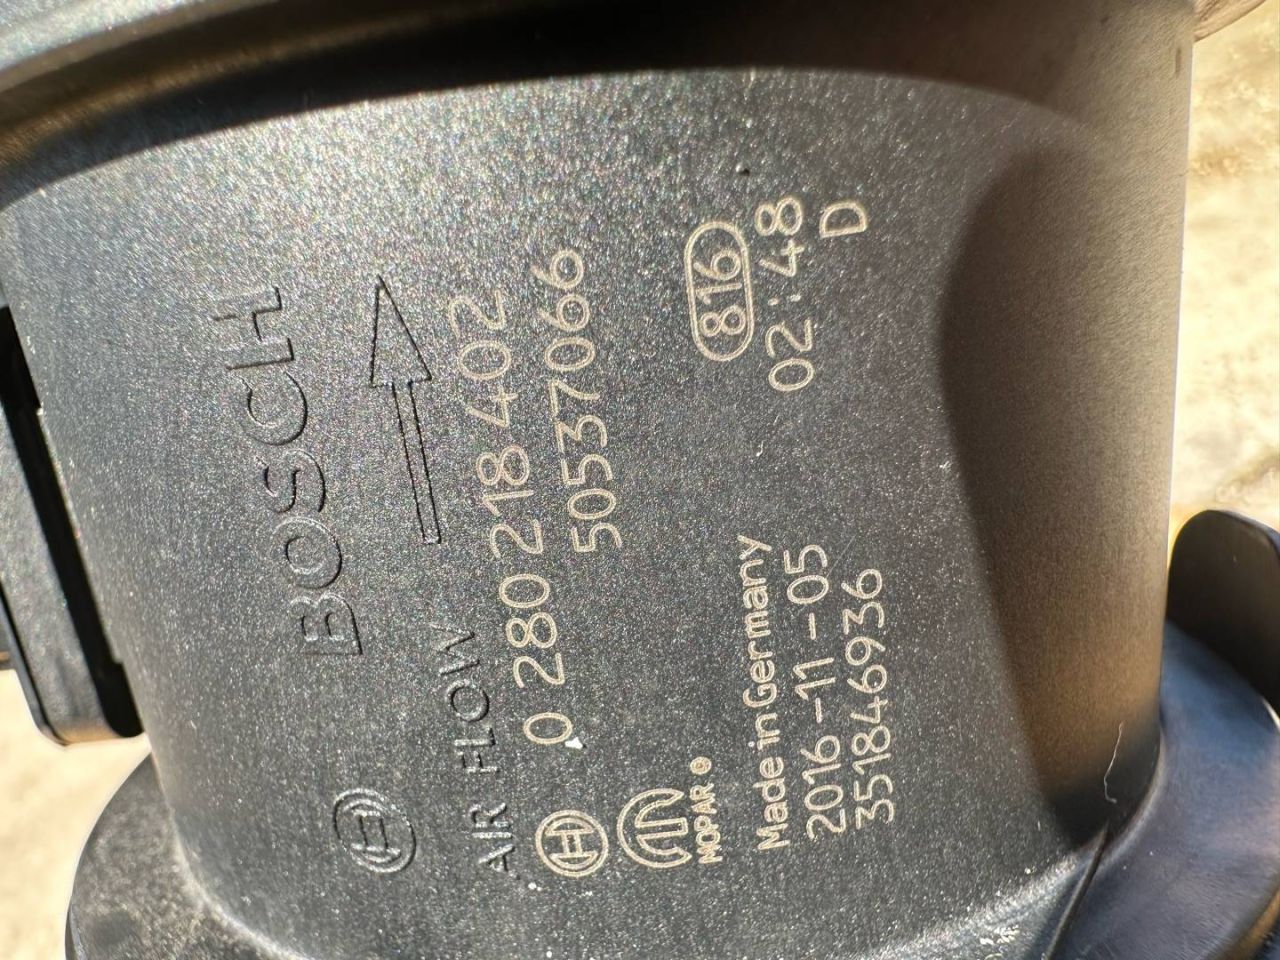 BOSCH
AIR FLOW
0 280 218 402
50537066
MOPAR®
816
Made in Germany
02:48
2016-11-05
D
351846936